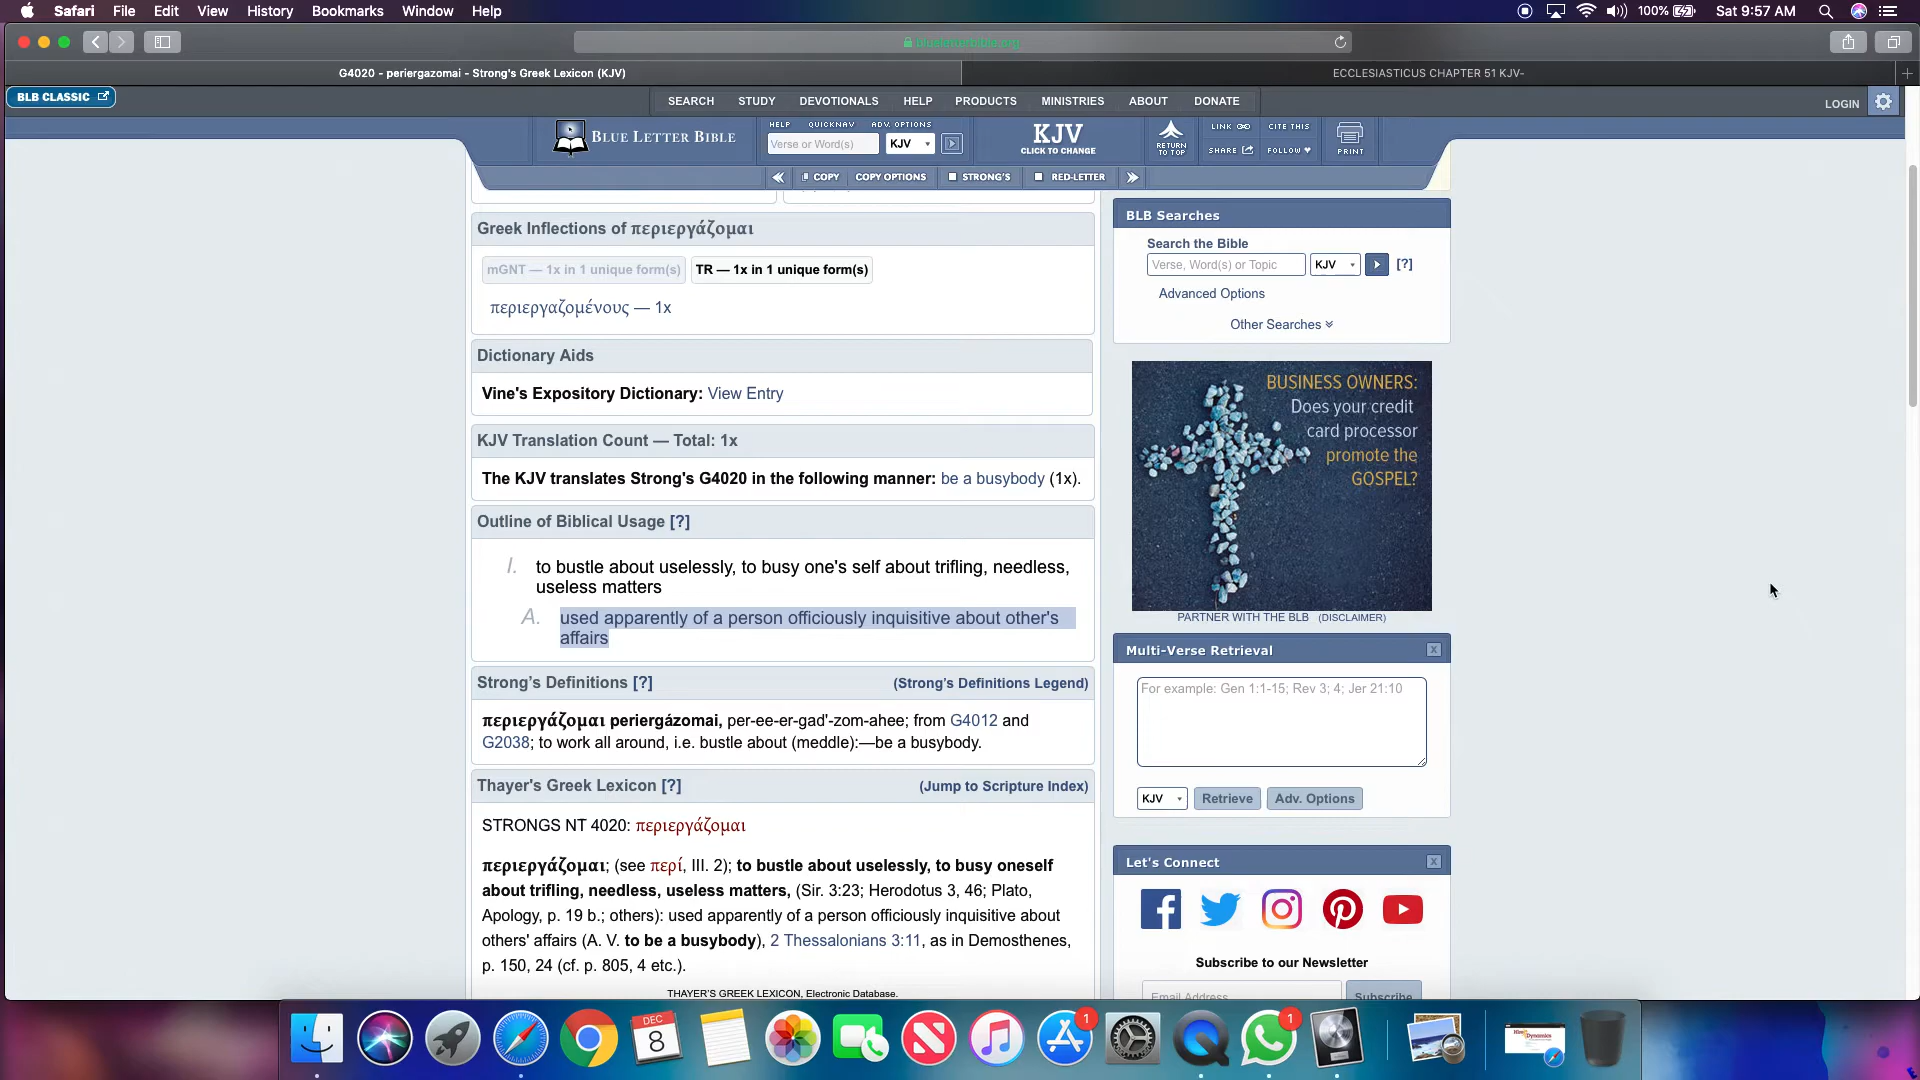 Safari File Edit View History Bookmarks Window Help 100% Sat 9:57 AM
blueletterbible.org
G4020 - periergazomai - Strong's Greek Lexicon (KJV) ECCLESIASTICUS CHAPTER 51 KJV-
BLB CLASSIC SEARCH STUDY DEVOTIONALS HELP PRODUCTS MINISTRIES ABOUT DONATE LOGIN
BLUE LETTER BIBLE
HELP QUICKNAV ADV. OPTIONS
Verse or Word(s) KJV
KJV
CLICK TO CHANGE
RETURN
TO TOP
LINK CITE THIS
SHARE FOLLOW
PRINT
COPY COPY OPTIONS STRONG'S RED-LETTER
Greek Inflections of περιεργάζομαι
mGNT — 1x in 1 unique form(s) TR — 1x in 1 unique form(s)
περιεργαζομένους — 1x
Dictionary Aids
Vine's Expository Dictionary: View Entry
KJV Translation Count — Total: 1x
The KJV translates Strong's G4020 in the following manner: be a busybody (1x).
Outline of Biblical Usage [?]
I. to bustle about uselessly, to busy one's self about trifling, needless,
useless matters
A. used apparently of a person officiously inquisitive about other's
affairs
Strong's Definitions [?] (Strong's Definitions Legend)
περιεργάζομαι periergázomai, per-ee-er-gad'-zom-ahee; from G4012 and
G2038; to work all around, i.e. bustle about (meddle):—be a busybody.
Thayer's Greek Lexicon [?] (Jump to Scripture Index)
STRONGS NT 4020: περιεργάζομαι
περιεργάζομαι; (see περί, III. 2); to bustle about uselessly, to busy oneself
about trifling, needless, useless matters, (Sir. 3:23; Herodotus 3, 46; Plato,
Apology, p. 19 b.; others): used apparently of a person officiously inquisitive about
others' affairs (A. V. to be a busybody), 2 Thessalonians 3:11, as in Demosthenes,
p. 150, 24 (cf. p. 805, 4 etc.).
THAYER'S GREEK LEXICON, Electronic Database.
BLB Searches
Search the Bible
Verse, Word(s) or Topic KJV [?]
Advanced Options
Other Searches
BUSINESS OWNERS:
Does your credit
card processor
promote the
GOSPEL?
PARTNER WITH THE BLB (DISCLAIMER)
Multi-Verse Retrieval x
For example: Gen 1:1-15; Rev 3; 4; Jer 21:10
KJV Retrieve Adv. Options
Let's Connect x
Subscribe to our Newsletter
Email Address Subscribe
DEC
8
1
1